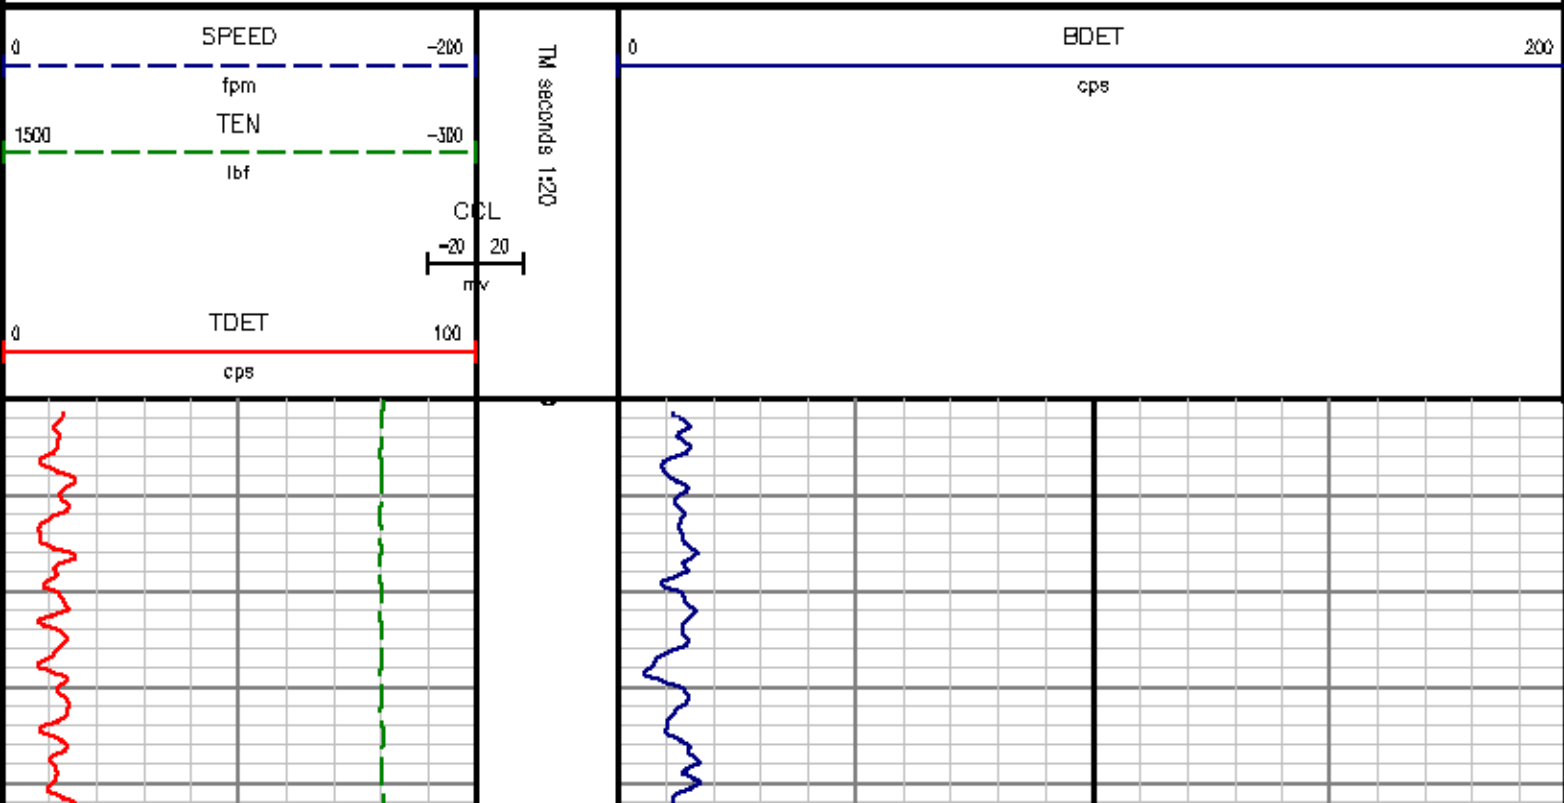 SPEED
0 -200
fpm
TEN
1500 -300
lbf
CCL
-20 20
mv
TDET
0 100
cps
TM seconds 1:20
BDET
0 200
cps